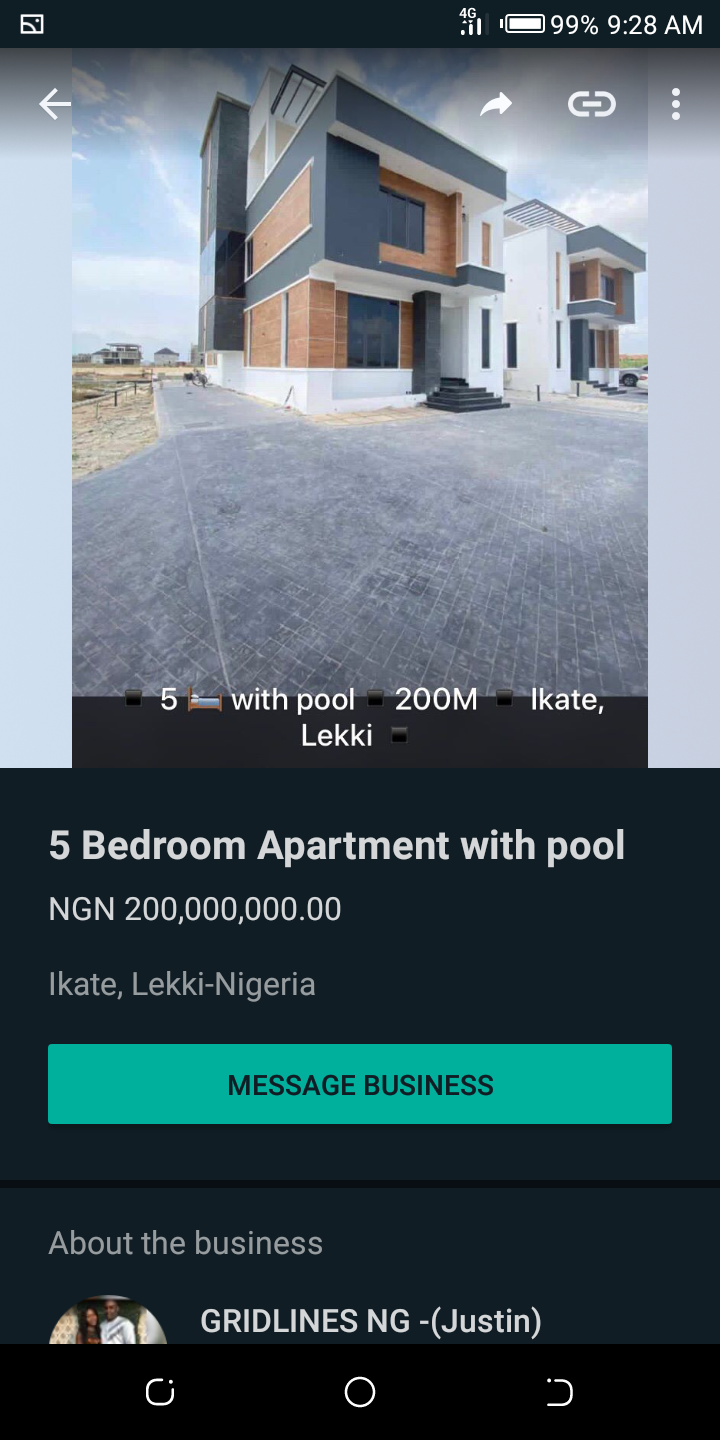 4G 99% 9:28 AM
▪ 5 🛏 with pool ▪ 200M ▪ Ikate,
Lekki ▪
5 Bedroom Apartment with pool
NGN 200,000,000.00
Ikate, Lekki-Nigeria
MESSAGE BUSINESS
About the business
GRIDLINES NG -(Justin)